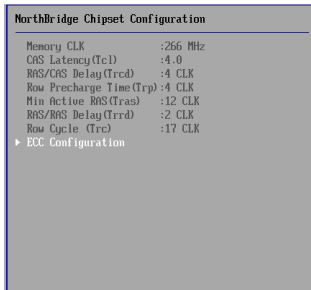 NorthBridge Chipset Configuration
Memory CLK :266 MHz
CAS Latency(Tcl) :4.0
RAS/CAS Delay(Trcd) :4 CLK
Row Precharge Time(Trp):4 CLK
Min Active RAS(Tras) :12 CLK
RAS/RAS Delay(Trrd) :2 CLK
Row Cycle (Trc) :17 CLK
ECC Configuration